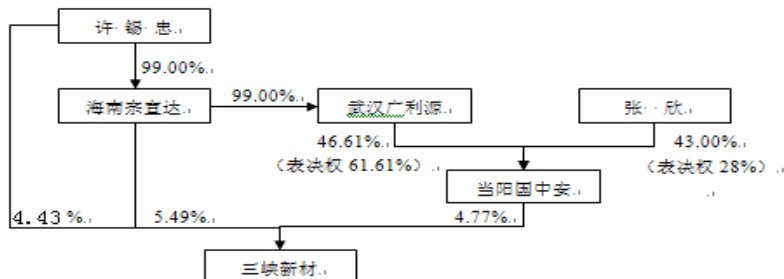 许 锡 忠
99.00%
海南宗宣达
99.00%
武汉广利源
张 欣
46.61%
（表决权 61.61%）
43.00%
（表决权 28%）
当阳国中安
4.43 %
5.49%
4.77%
三峡新材